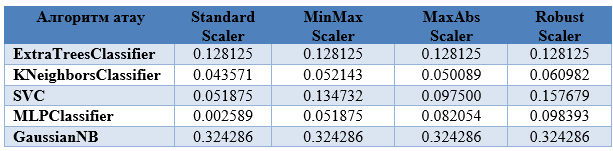 Алгоритм атау Standard Scaler MinMax Scaler MaxAbs Scaler Robust Scaler
ExtraTreesClassifier 0.128125 0.128125 0.128125 0.128125
KNeighborsClassifier 0.043571 0.052143 0.050089 0.060982
SVC 0.051875 0.134732 0.097500 0.157679
MLPClassifier 0.002589 0.051875 0.082054 0.098393
GaussianNB 0.324286 0.324286 0.324286 0.324286